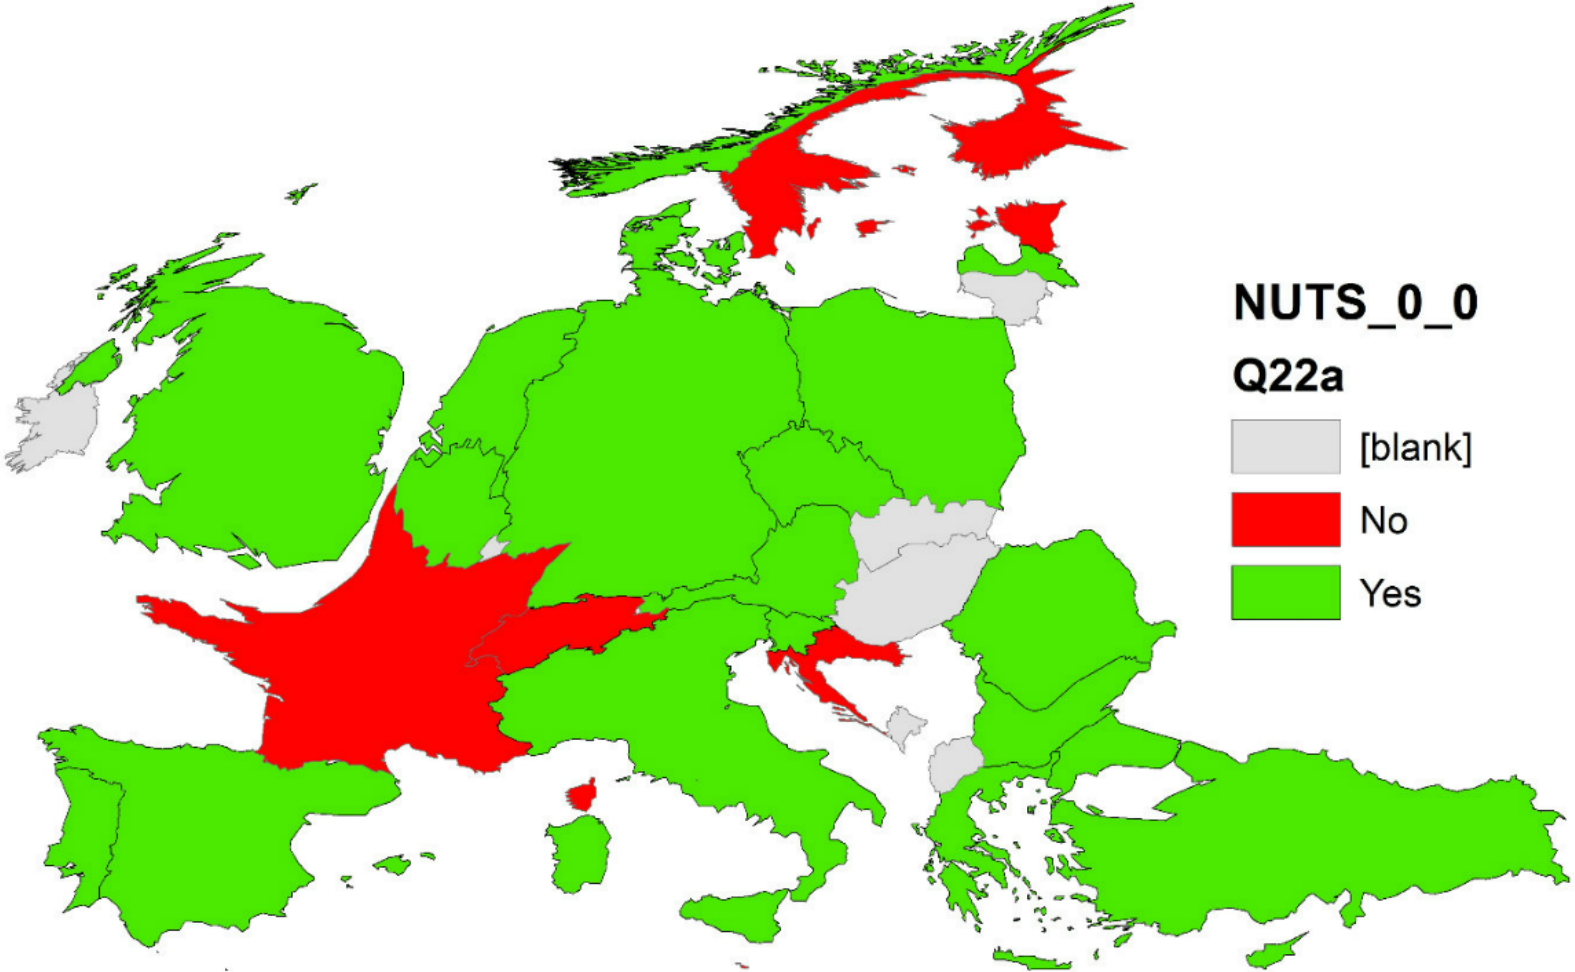 NUTS_0_0
Q22a
[blank]
No
Yes